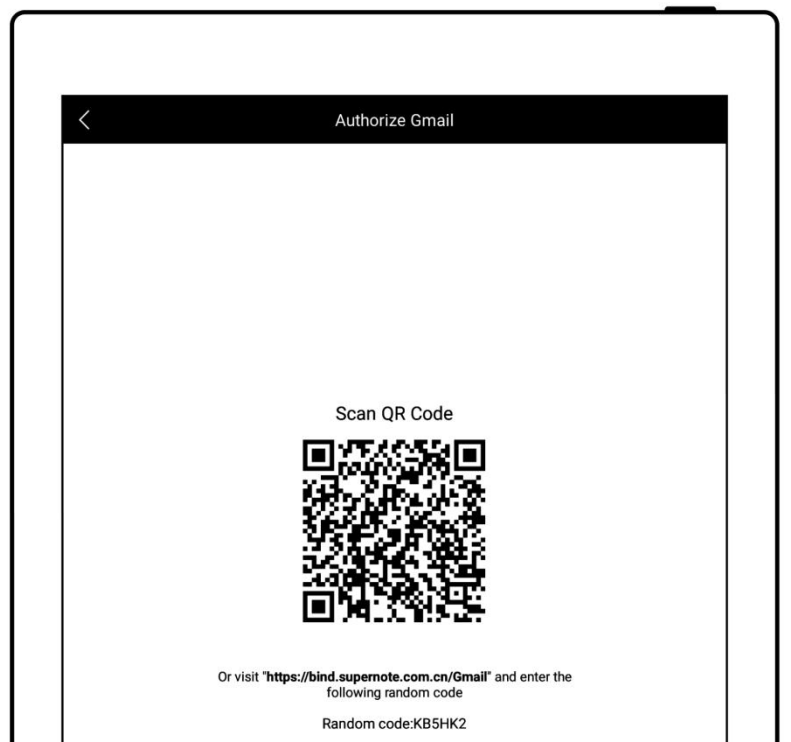 Authorize Gmail
Scan QR Code
Or visit "https://bind.supernote.com.cn/Gmail" and enter the
following random code
Random code:KB5HK2